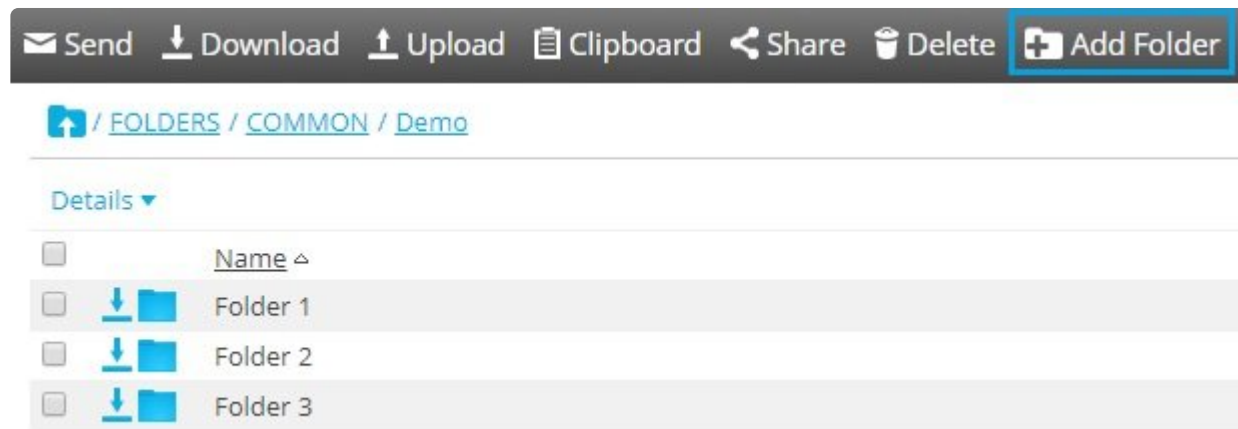 Send Download Upload Clipboard Share Delete Add Folder
/ FOLDERS / COMMON / Demo
Details
Name
Folder 1
Folder 2
Folder 3